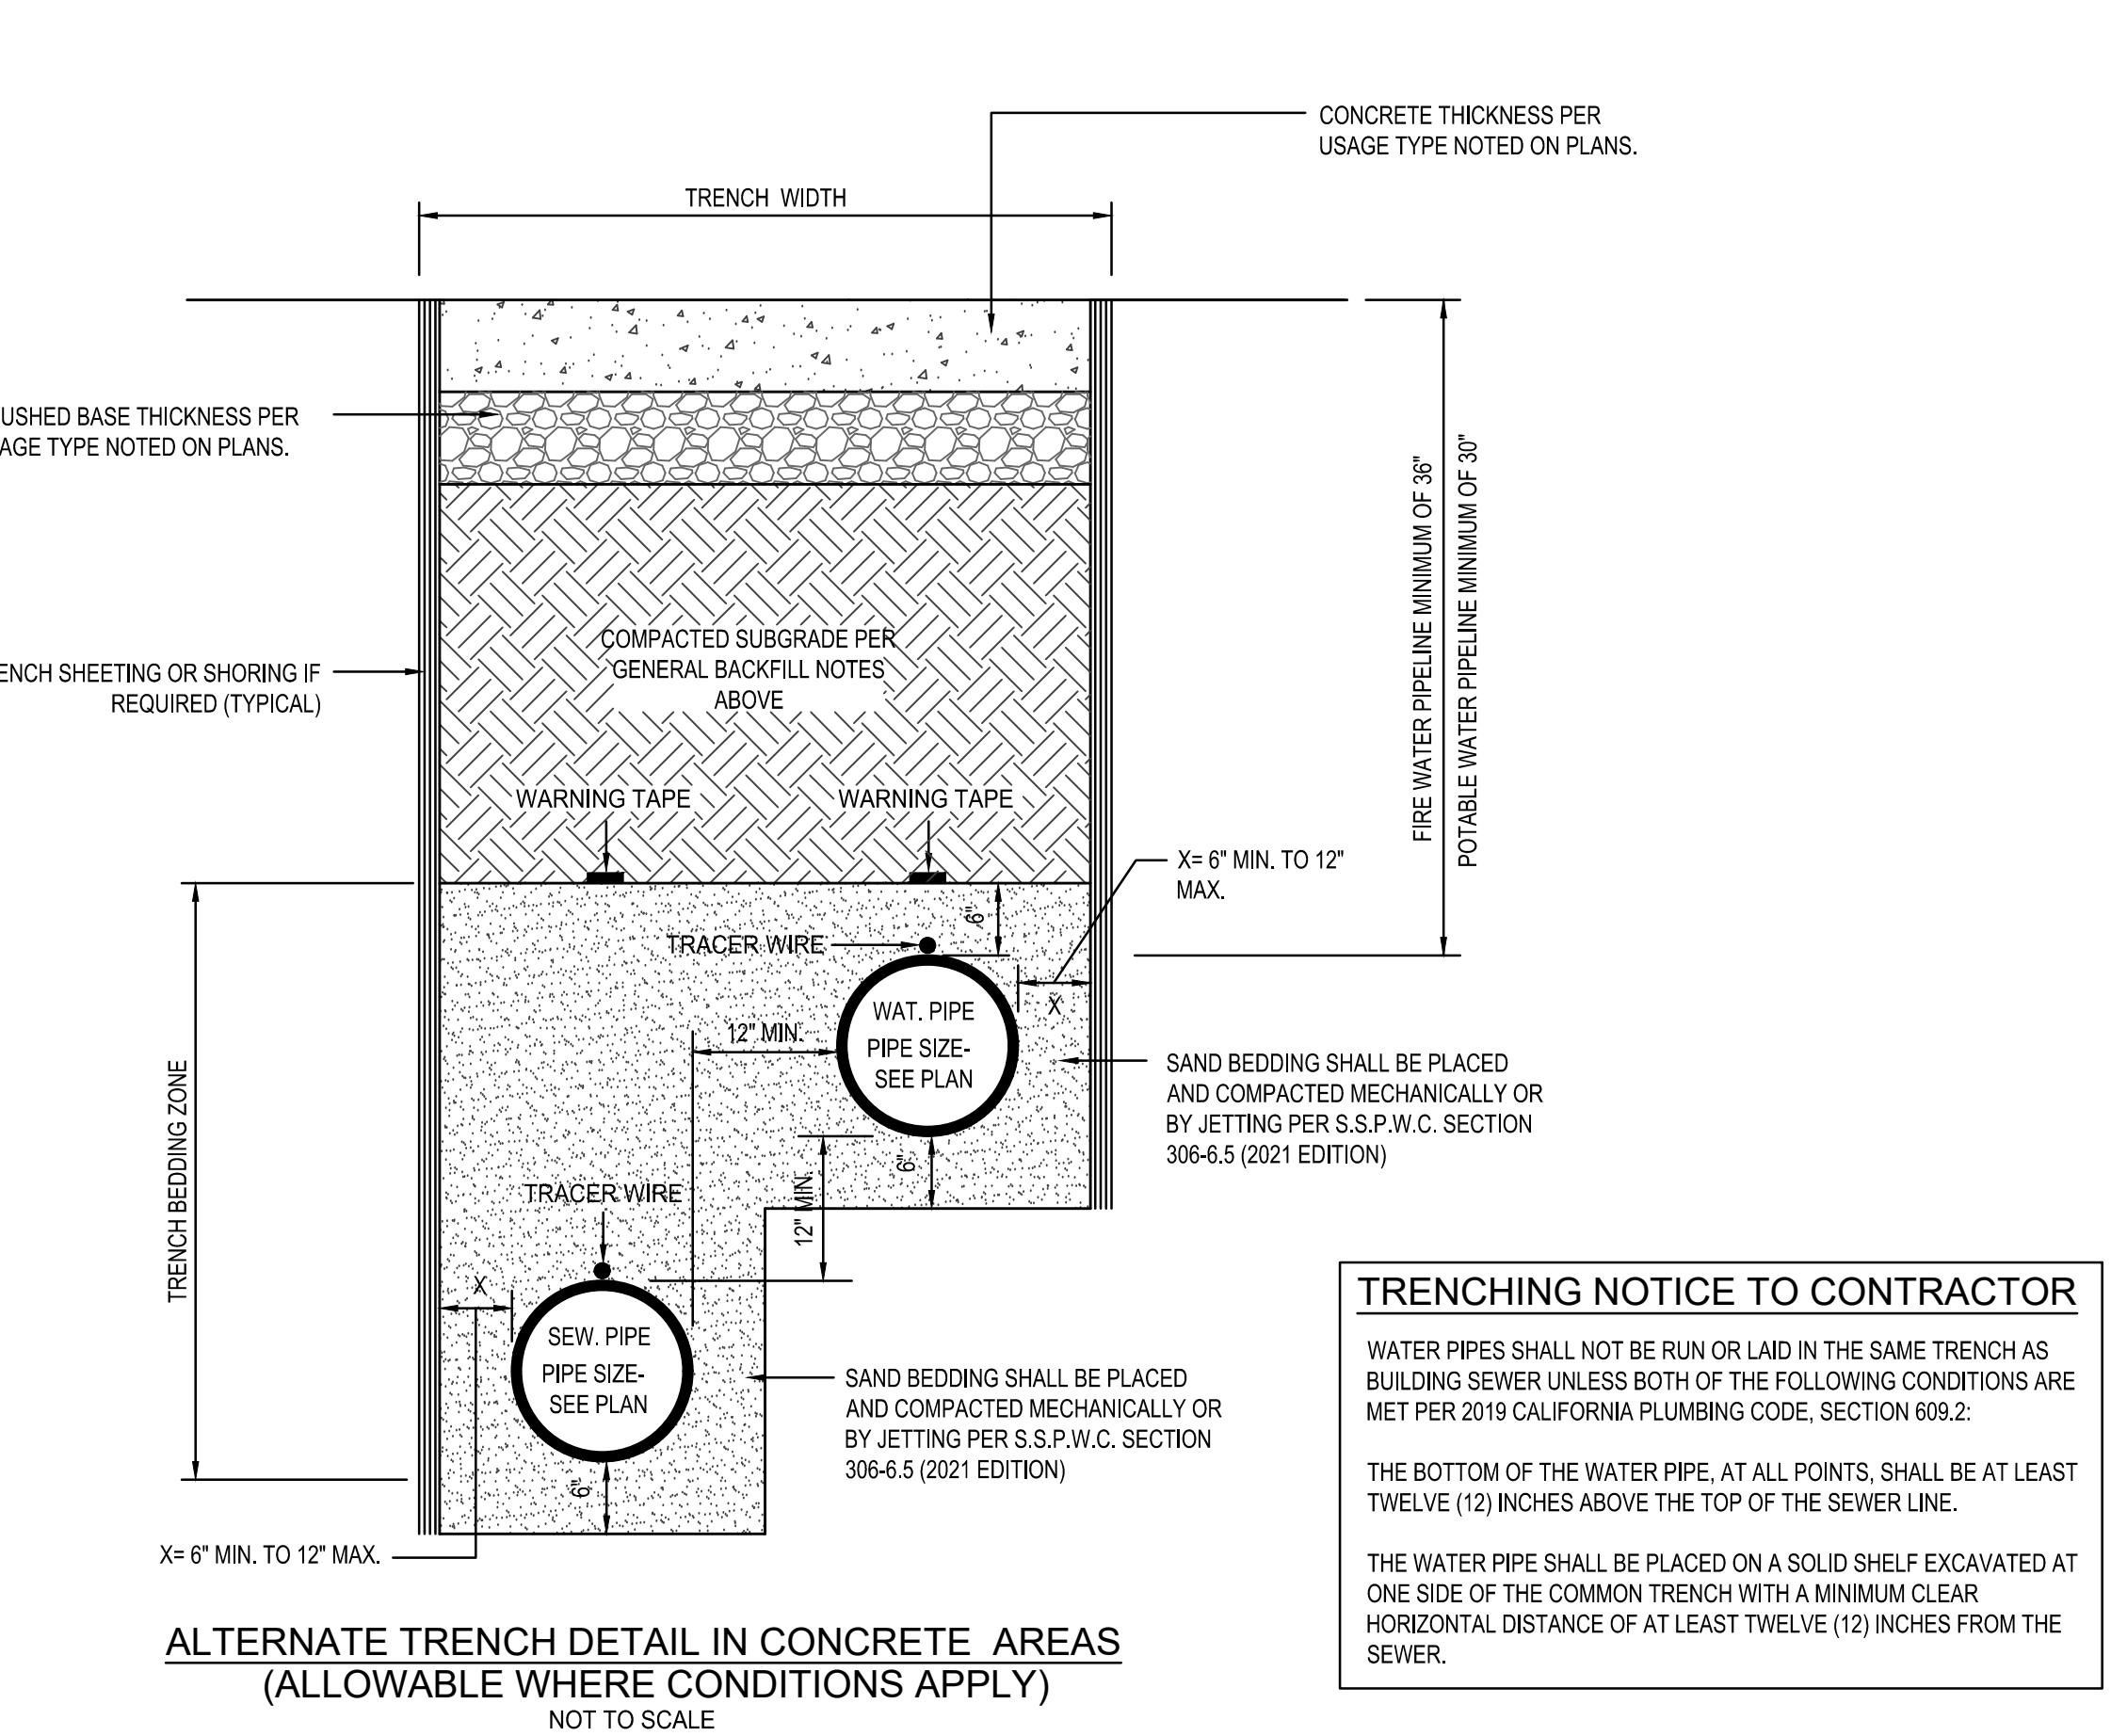 CONCRETE THICKNESS PER
USAGE TYPE NOTED ON PLANS.
TRENCH WIDTH
USHED BASE THICKNESS PER
AGE TYPE NOTED ON PLANS.
FIRE WATER PIPELINE MINIMUM OF 36"
POTABLE WATER PIPELINE MINIMUM OF 30"
COMPACTED SUBGRADE PER
GENERAL BACKFILL NOTES
ABOVE
ENCH SHEETING OR SHORING IF
REQUIRED (TYPICAL)
WARNING TAPE
WARNING TAPE
X= 6" MIN. TO 12"
MAX.
6"
TRACER WIRE
X
WAT. PIPE
PIPE SIZE-
SEE PLAN
12" MIN.
SAND BEDDING SHALL BE PLACED
AND COMPACTED MECHANICALLY OR
BY JETTING PER S.S.P.W.C. SECTION
306-6.5 (2021 EDITION)
TRENCH BEDDING ZONE
6"
12" MIN.
TRACER WIRE
X
SEW. PIPE
PIPE SIZE-
SEE PLAN
SAND BEDDING SHALL BE PLACED
AND COMPACTED MECHANICALLY OR
BY JETTING PER S.S.P.W.C. SECTION
306-6.5 (2021 EDITION)
6"
X= 6" MIN. TO 12" MAX.
ALTERNATE TRENCH DETAIL IN CONCRETE AREAS
(ALLOWABLE WHERE CONDITIONS APPLY)
NOT TO SCALE
TRENCHING NOTICE TO CONTRACTOR
WATER PIPES SHALL NOT BE RUN OR LAID IN THE SAME TRENCH AS
BUILDING SEWER UNLESS BOTH OF THE FOLLOWING CONDITIONS ARE
MET PER 2019 CALIFORNIA PLUMBING CODE, SECTION 609.2:
THE BOTTOM OF THE WATER PIPE, AT ALL POINTS, SHALL BE AT LEAST
TWELVE (12) INCHES ABOVE THE TOP OF THE SEWER LINE.
THE WATER PIPE SHALL BE PLACED ON A SOLID SHELF EXCAVATED AT
ONE SIDE OF THE COMMON TRENCH WITH A MINIMUM CLEAR
HORIZONTAL DISTANCE OF AT LEAST TWELVE (12) INCHES FROM THE
SEWER.